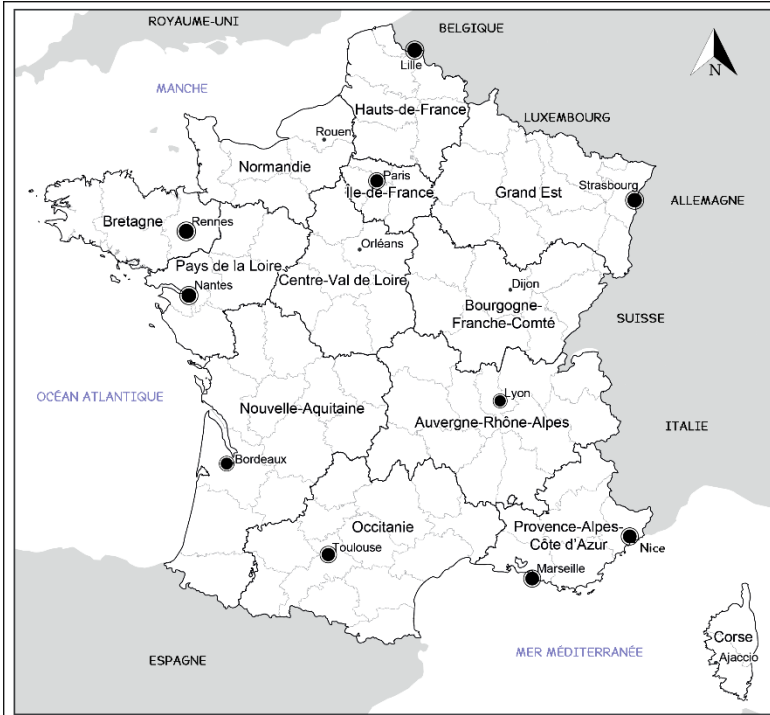 ROYAUME-UNI
BELGIQUE
Lille
N
MANCHE
Hauts-de-France
LUXEMBOURG
Rouen
Normandie
Paris
Île-de-France
Grand Est
Strasbourg
ALLEMAGNE
Bretagne
Rennes
Orléans
Pays de la Loire
Centre-Val de Loire
Nantes
Dijon
Bourgogne-
Franche-Comté
SUISSE
OCÉAN ATLANTIQUE
Lyon
Nouvelle-Aquitaine
Auvergne-Rhône-Alpes
ITALIE
Bordeaux
Occitanie
Provence-Alpes-
Côte d'Azur
Nice
Toulouse
Marseille
Corse
Ajaccio
ESPAGNE
MER MÉDITERRANÉE